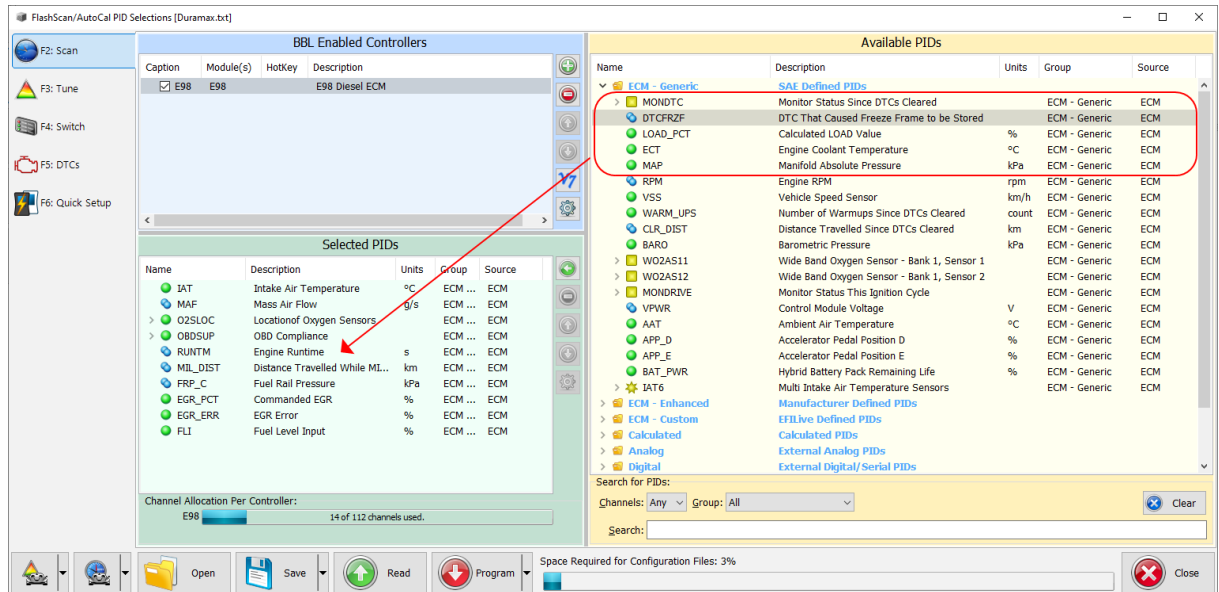 FlashScan/AutoCal PID Selections [Duramax.txt]
F2: Scan
F3: Tune
F4: Switch
F5: DTCs
F6: Quick Setup
BBL Enabled Controllers
Caption Module(s) HotKey Description
E98 E98 E98 Diesel ECM
V7
Selected PIDs
Name Description Units Group Source
IAT Intake Air Temperature °C ECM ... ECM
MAF Mass Air Flow g/s ECM ... ECM
O2SLOC Locationof Oxygen Sensors ECM ... ECM
OBDSUP OBD Compliance ECM ... ECM
RUNTM Engine Runtime s ECM ... ECM
MIL_DIST Distance Travelled While MI... km ECM ... ECM
FRP_C Fuel Rail Pressure kPa ECM ... ECM
EGR_PCT Commanded EGR % ECM ... ECM
EGR_ERR EGR Error % ECM ... ECM
FLI Fuel Level Input % ECM ... ECM
Channel Allocation Per Controller:
E98 14 of 112 channels used.
Available PIDs
Name Description Units Group Source
ECM - Generic SAE Defined PIDs
MONDTC Monitor Status Since DTCs Cleared ECM - Generic ECM
DTCFRZF DTC That Caused Freeze Frame to be Stored ECM - Generic ECM
LOAD_PCT Calculated LOAD Value % ECM - Generic ECM
ECT Engine Coolant Temperature °C ECM - Generic ECM
MAP Manifold Absolute Pressure kPa ECM - Generic ECM
RPM Engine RPM rpm ECM - Generic ECM
VSS Vehicle Speed Sensor km/h ECM - Generic ECM
WARM_UPS Number of Warmups Since DTCs Cleared count ECM - Generic ECM
CLR_DIST Distance Travelled Since DTCs Cleared km ECM - Generic ECM
BARO Barometric Pressure kPa ECM - Generic ECM
WO2AS11 Wide Band Oxygen Sensor - Bank 1, Sensor 1 ECM - Generic ECM
WO2AS12 Wide Band Oxygen Sensor - Bank 1, Sensor 2 ECM - Generic ECM
MONDRIVE Monitor Status This Ignition Cycle ECM - Generic ECM
VPWR Control Module Voltage V ECM - Generic ECM
AAT Ambient Air Temperature °C ECM - Generic ECM
APP_D Accelerator Pedal Position D % ECM - Generic ECM
APP_E Accelerator Pedal Position E % ECM - Generic ECM
BAT_PWR Hybrid Battery Pack Remaining Life % ECM - Generic ECM
IAT6 Multi Intake Air Temperature Sensors ECM - Generic ECM
ECM - Enhanced Manufacturer Defined PIDs
ECM - Custom EFILive Defined PIDs
Calculated Calculated PIDs
Analog External Analog PIDs
Digital External Digital/Serial PIDs
Search for PIDs:
Channels: Any Group: All Clear
Search:
Open Save Read Program Space Required for Configuration Files: 3% Close